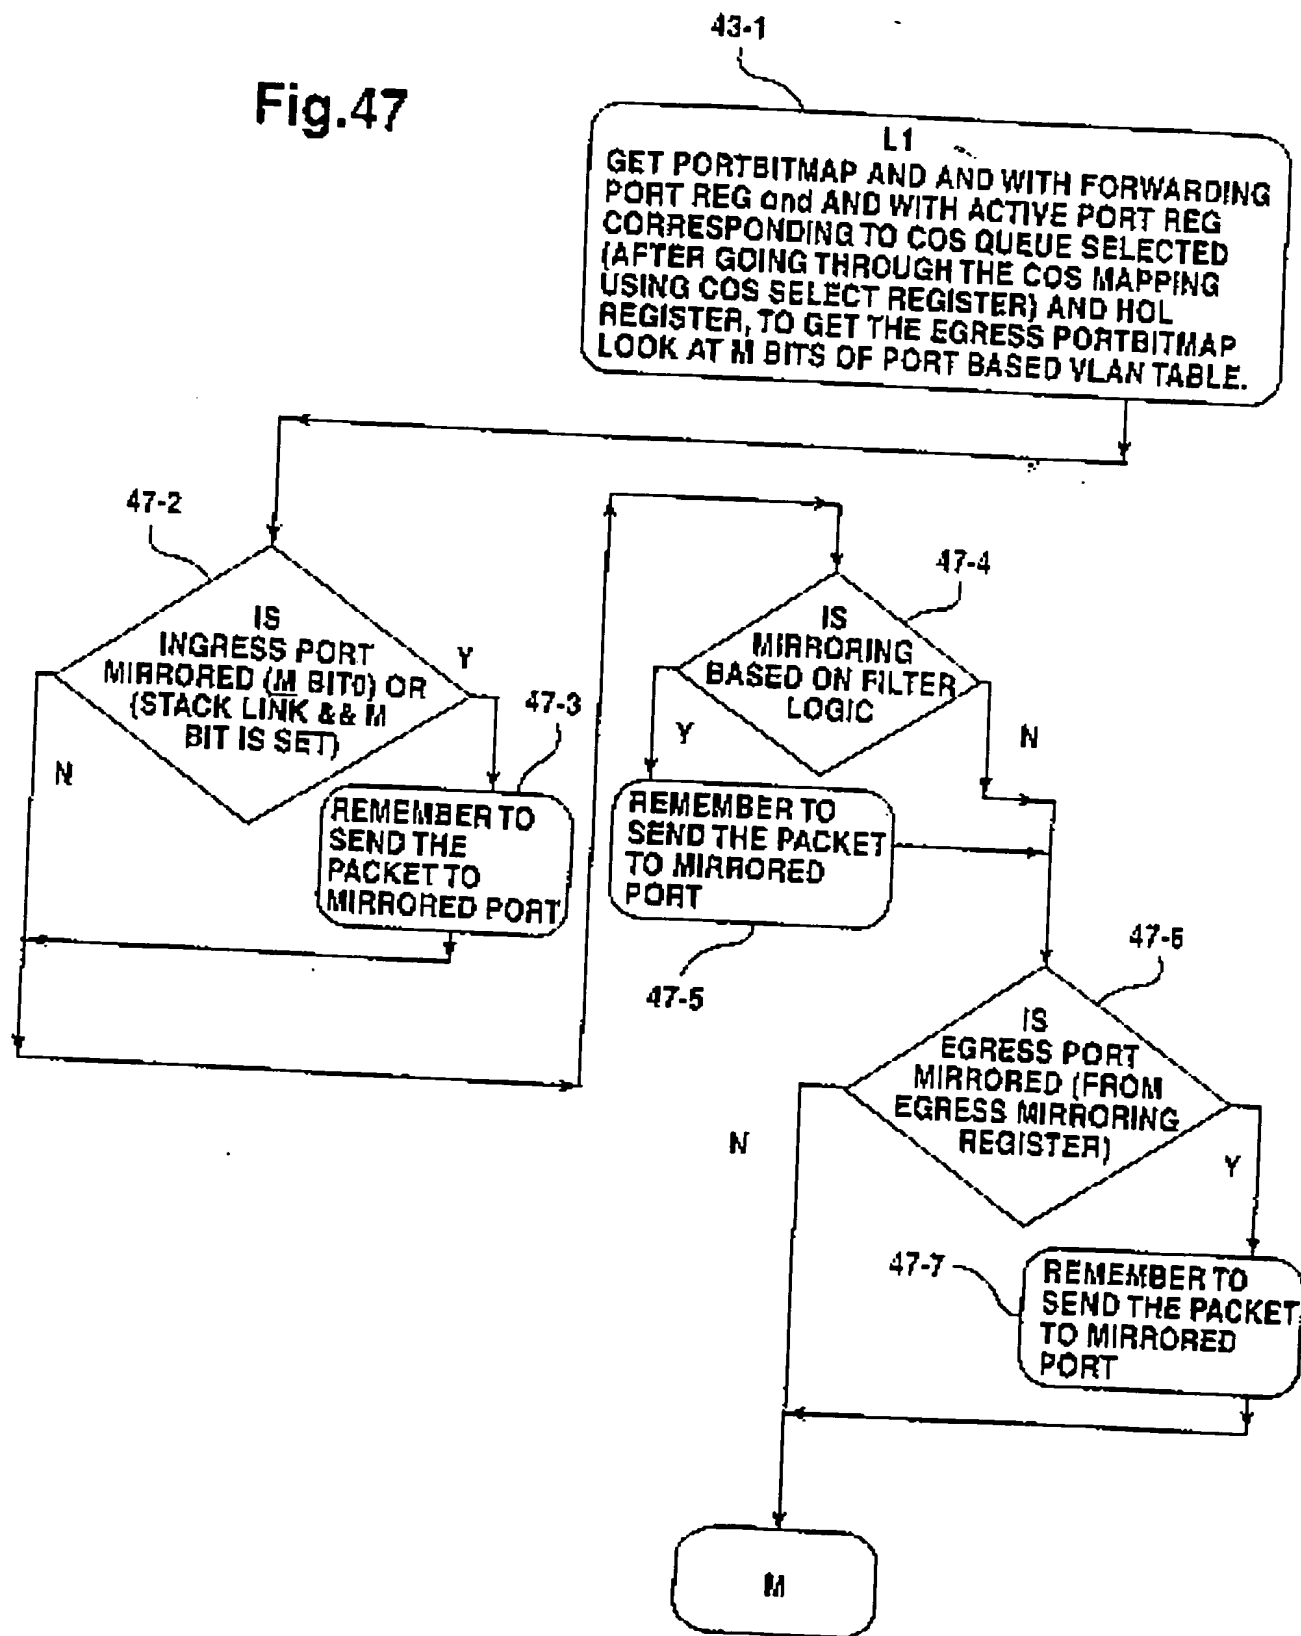 43-1
Fig.47
L1
GET PORTBITMAP AND AND WITH FORWARDING
PORT REG and AND WITH ACTIVE PORT REG
CORRESPONDING TO COS QUEUE SELECTED
(AFTER GOING THROUGH THE COS MAPPING
USING COS SELECT REGISTER) AND HOL
REGISTER, TO GET THE EGRESS PORTBITMAP
LOOK AT M BITS OF PORT BASED VLAN TABLE.
47-2
IS
INGRESS PORT
MIRRORED (M BIT0) OR
(STACK LINK && M
BIT IS SET)
Y
N
47-3
REMEMBER TO
SEND THE
PACKET TO
MIRRORED PORT
47-4
IS
MIRRORING
BASED ON FILTER
LOGIC
Y
N
REMEMBER TO
SEND THE PACKET
TO MIRRORED
PORT
47-5
47-6
IS
EGRESS PORT
MIRRORED (FROM
EGRESS MIRRORING
REGISTER)
N
Y
47-7
REMEMBER TO
SEND THE PACKET
TO MIRRORED
PORT
M